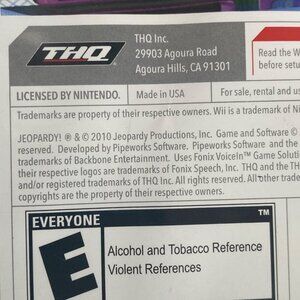 THQ
THQ Inc.
29903 Agoura Road
Agoura Hills, CA 91301
Read the W
before setu
LICENSED BY NINTENDO.
Made in USA
For sale, rental and us
Trademarks are property of their respective owners. Wii is a trademark of Ni
JEOPARDY! ® & © 2010 Jeopardy Productions, Inc. Game and Software ©
reserved. Developed by Pipeworks Software. Pipeworks Software and the
trademarks of Backbone Entertainment. Uses Fonix VoiceIn™ Game Soluti
their respective logos are trademarks of Fonix Speech, Inc. THQ and the TH
and/or registered trademarks of THQ Inc. All rights reserved. All other trade
copyrights are the property of their respective owners.
EVERYONE
TM
E
Alcohol and Tobacco Reference
Violent References